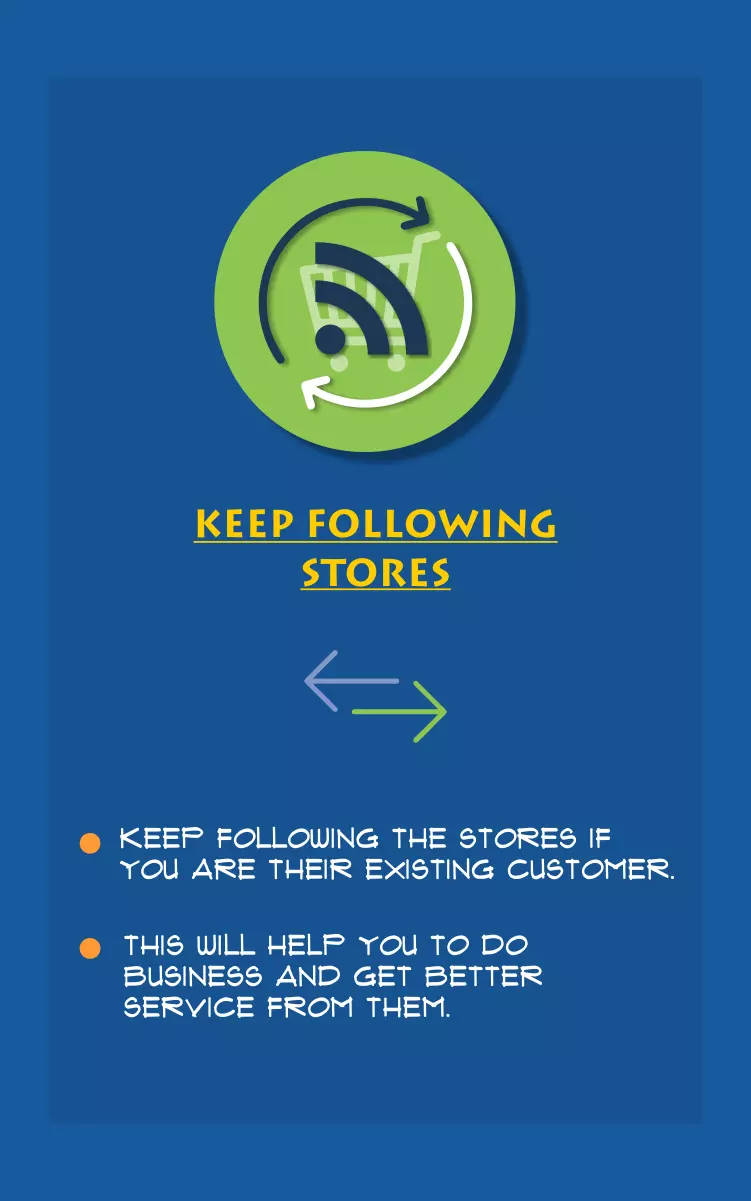 KEEP FOLLOWING
STORES
KEEP FOLLOWING THE STORES IF
YOU ARE THEIR EXISTING CUSTOMER.
THIS WILL HELP YOU TO DO
BUSINESS AND GET BETTER
SERVICE FROM THEM.